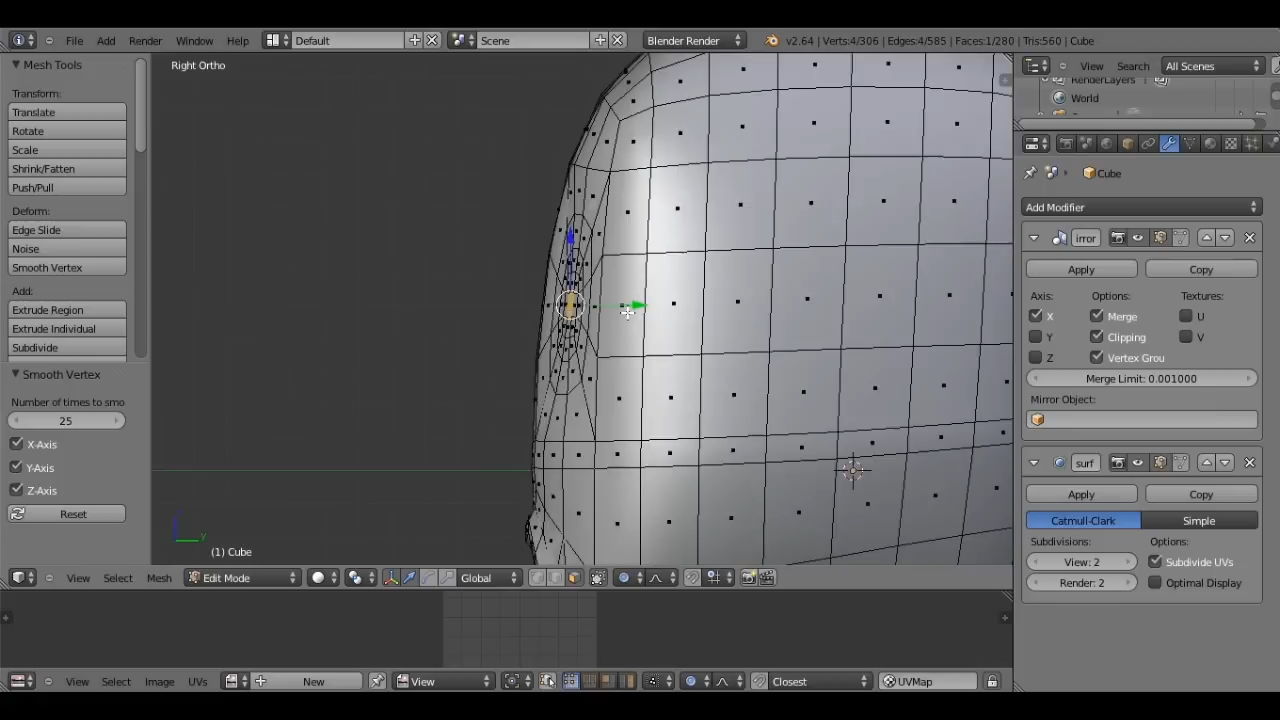 File Add Render Window Help Default Scene Blender Render v2.64 | Verts:4/306 | Edges:4/585 | Faces:1/280 | Tris:560 | Cube
Mesh Tools
Transform:
Translate
Rotate
Scale
Shrink/Fatten
Push/Pull
Deform:
Edge Slide
Noise
Smooth Vertex
Add:
Extrude Region
Extrude Individual
Subdivide
Smooth Vertex
Number of times to smo
25
X-Axis
Y-Axis
Z-Axis
Reset
Right Ortho
z
y
(1) Cube
View Select Mesh Edit Mode Global
View Select Image UVs New View Closest UVMap
View Search All Scenes
RenderLayers
World
Cube
Add Modifier
irror
Apply Copy
Axis: Options: Textures:
X Merge U
Y Clipping V
Z Vertex Grou
Merge Limit: 0.001000
Mirror Object:
surf
Apply Copy
Catmull-Clark Simple
Subdivisions: Options:
View: 2 Subdivide UVs
Render: 2 Optimal Display